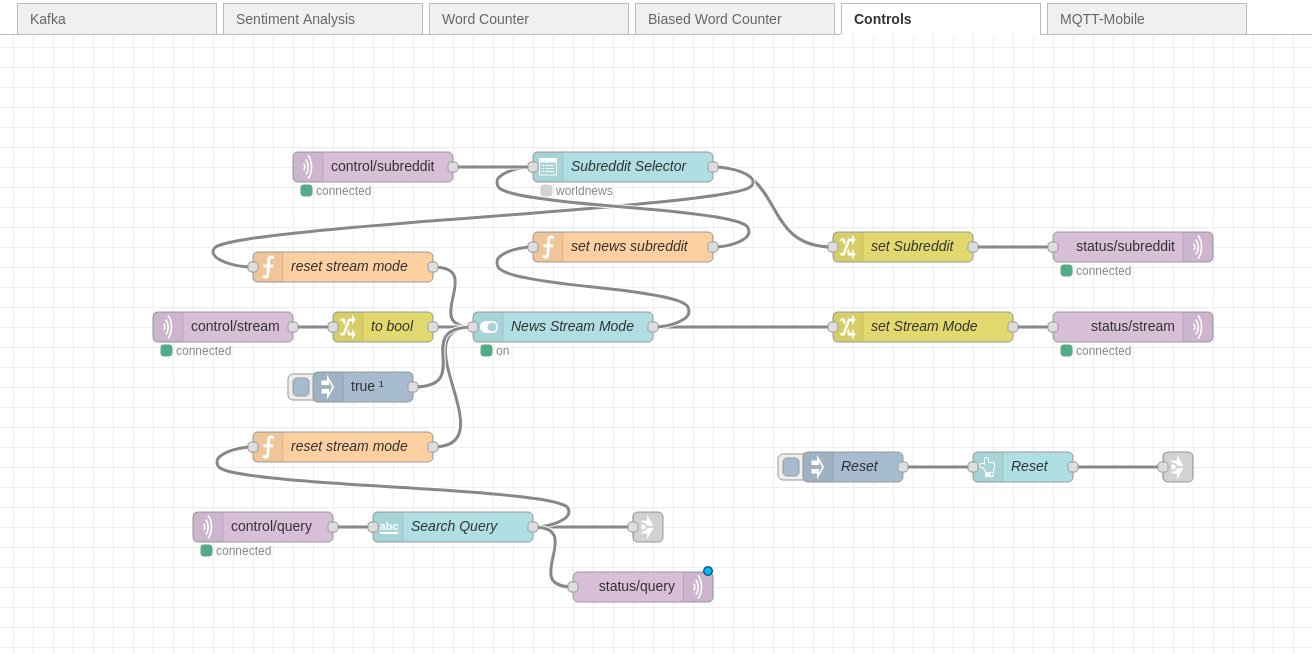 Kafka
Sentiment Analysis
Word Counter
Biased Word Counter
Controls
MQTT-Mobile
control/subreddit
connected
Subreddit Selector
worldnews
set news subreddit
set Subreddit
status/subreddit
connected
reset stream mode
control/stream
connected
to bool
News Stream Mode
on
set Stream Mode
status/stream
connected
true ¹
reset stream mode
Reset
Reset
control/query
connected
abc
Search Query
status/query